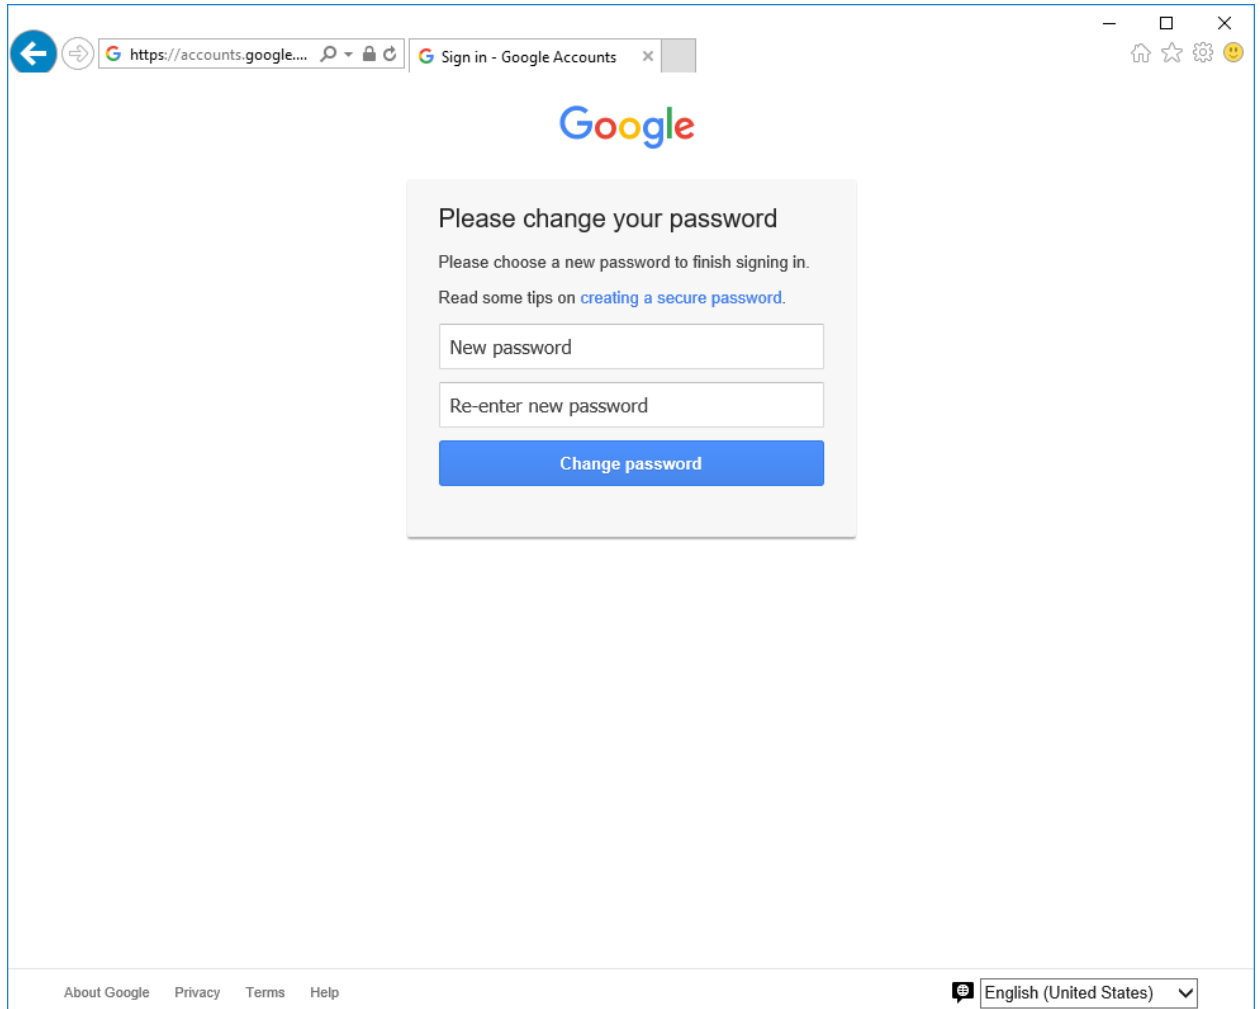 https://accounts.google....
Sign in - Google Accounts
Google
Please change your password
Please choose a new password to finish signing in.
Read some tips on creating a secure password.
New password
Re-enter new password
Change password
About Google Privacy Terms Help
English (United States)